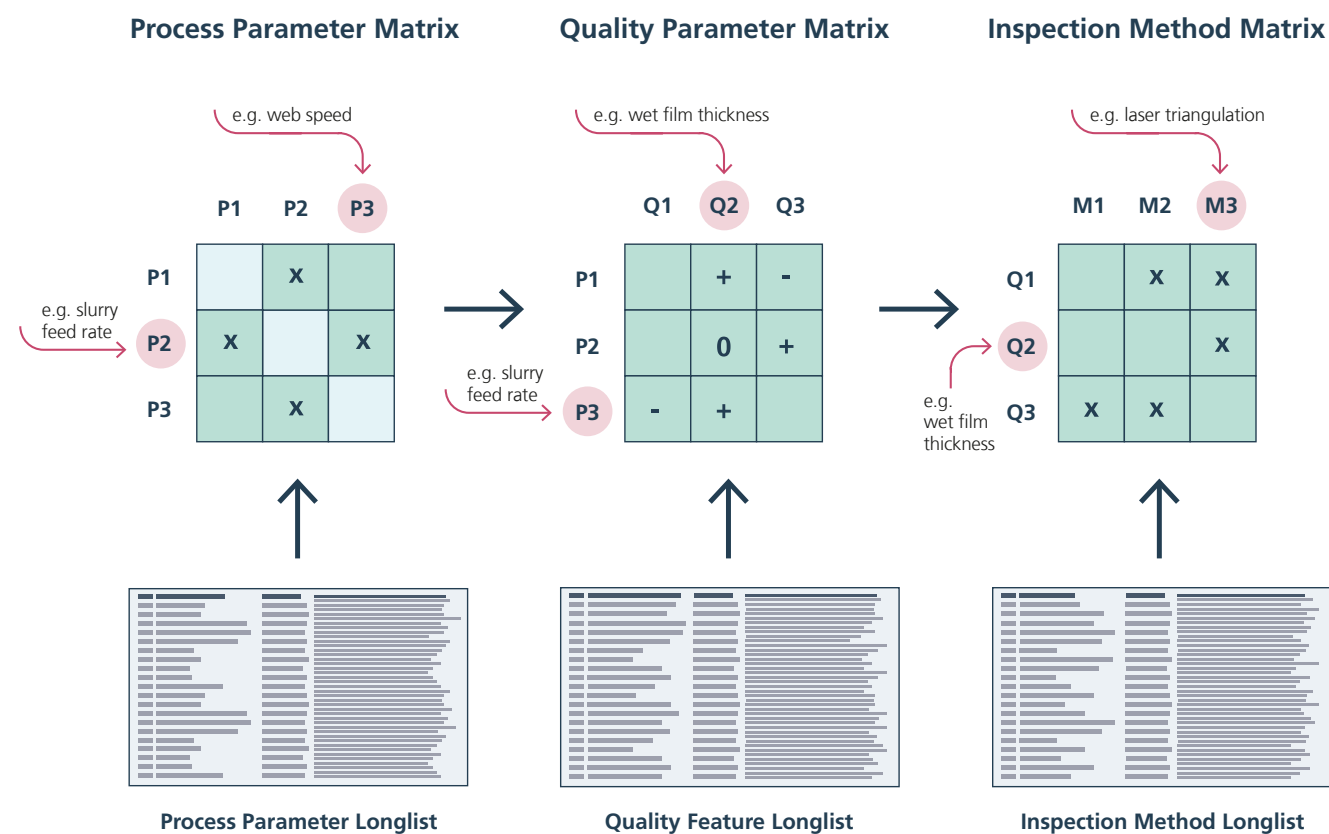 Process Parameter Matrix
Quality Parameter Matrix
Inspection Method Matrix
e.g. web speed
e.g. wet film thickness
e.g. laser triangulation
P1 P2 P3
Q1 Q2 Q3
M1 M2 M3
P1 x
e.g. slurry
feed rate
P2 x x
P3 x
P1 + -
P2 0 +
e.g. slurry
feed rate
P3 - +
Q1 x x
Q2 x
e.g.
wet film
thickness
Q3 x x
Process Parameter Longlist
Quality Feature Longlist
Inspection Method Longlist